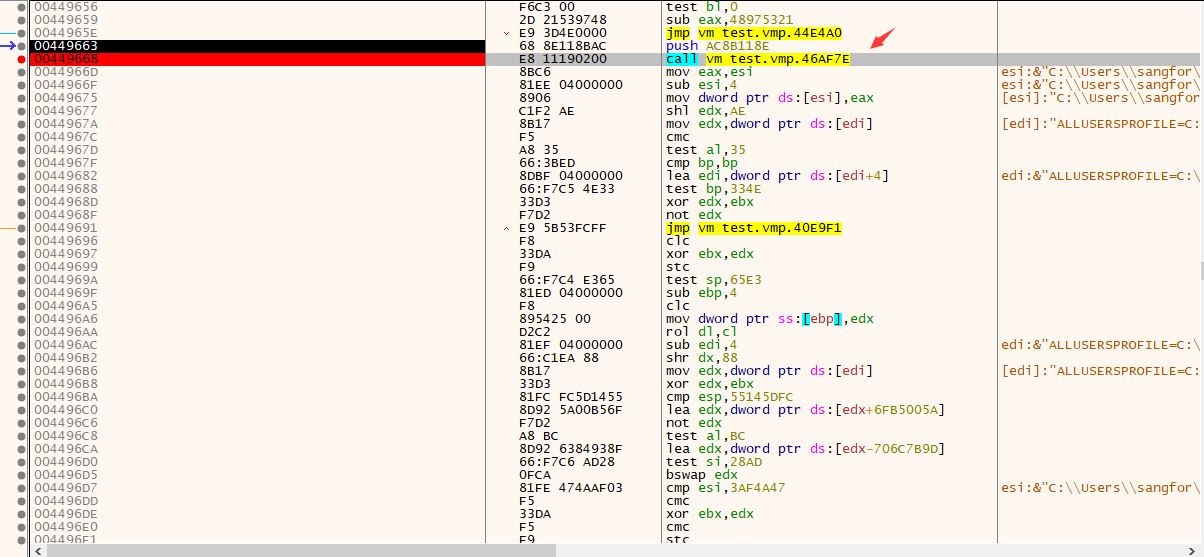 00449656 F6C3 00 test bl,0
00449659 2D 21539748 sub eax,48975321
0044965E E9 3D4E0000 jmp vm test.vmp.44E4A0
00449663 68 8E118BAC push AC8B118E
00449668 E8 11190200 call vm test.vmp.46AF7E
0044966D 8BC6 mov eax,esi esi:&"C:\\Users\\sangfor\
0044966F 81EE 04000000 sub esi,4 esi:&"C:\\Users\\sangfor\
00449675 8906 mov dword ptr ds:[esi],eax [esi]:"C:\\Users\\sangfor
00449677 C1F2 AE shl edx,AE
0044967A 8B17 mov edx,dword ptr ds:[edi] [edi]:"ALLUSERSPROFILE=C:
0044967C F5 cmc
0044967D A8 35 test al,35
0044967F 66:3BED cmp bp,bp
00449682 8DBF 04000000 lea edi,dword ptr ds:[edi+4] edi:&"ALLUSERSPROFILE=C:\
00449688 66:F7C5 4E33 test bp,334E
0044968D 33D3 xor edx,ebx
0044968F F7D2 not edx
00449691 E9 5B53FCFF jmp vm test.vmp.40E9F1
00449696 F8 clc
00449697 33DA xor ebx,edx
00449699 F9 stc
0044969A 66:F7C4 E365 test sp,65E3
0044969F 81ED 04000000 sub ebp,4
004496A5 F8 clc
004496A6 895425 00 mov dword ptr ss:[ebp],edx
004496AA D2C2 rol dl,cl
004496AC 81EF 04000000 sub edi,4 edi:&"ALLUSERSPROFILE=C:\
004496B2 66:C1EA 88 shr dx,88
004496B6 8B17 mov edx,dword ptr ds:[edi] [edi]:"ALLUSERSPROFILE=C:
004496B8 33D3 xor edx,ebx
004496BA 81FC FC5D1455 cmp esp,55145DFC
004496C0 8D92 5A00B56F lea edx,dword ptr ds:[edx+6FB5005A]
004496C6 F7D2 not edx
004496C8 A8 BC test al,BC
004496CA 8D92 6384938F lea edx,dword ptr ds:[edx-706C7B9D]
004496D0 66:F7C6 AD28 test si,28AD
004496D5 0FCA bswap edx
004496D7 81FE 474AAF03 cmp esi,3AF4A47 esi:&"C:\\Users\\sangfor\
004496DD F5 cmc
004496DE 33DA xor ebx,edx
004496E0 F5 cmc
004496E1 F9 stc